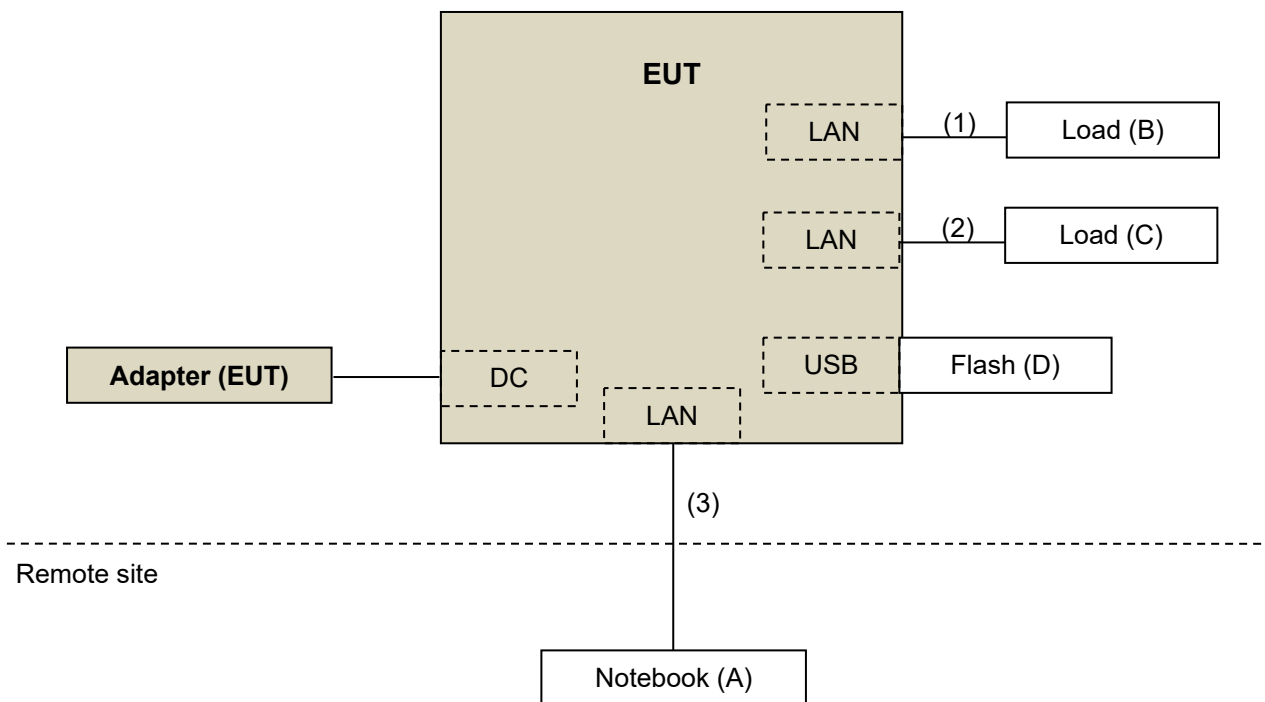 EUT
LAN
(1)
Load (B)
LAN
(2)
Load (C)
Adapter (EUT)
DC
USB
Flash (D)
LAN
(3)
Remote site
Notebook (A)